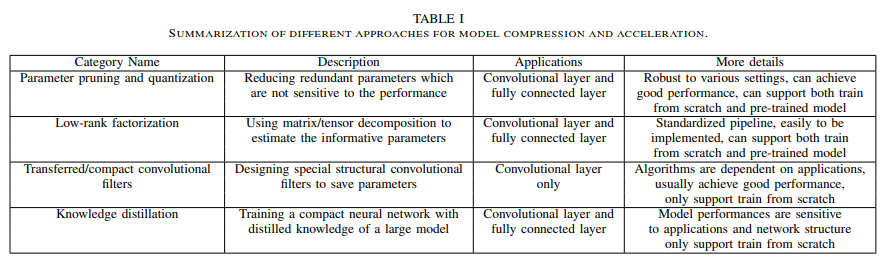 TABLE I
SUMMARIZATION OF DIFFERENT APPROACHES FOR MODEL COMPRESSION AND ACCELERATION.
Category Name Description Applications More details
Parameter pruning and quantization Reducing redundant parameters which Convolutional layer and Robust to various settings, can achieve
are not sensitive to the performance fully connected layer good performance, can support both train
from scratch and pre-trained model
Low-rank factorization Using matrix/tensor decomposition to Convolutional layer and Standardized pipeline, easily to be
estimate the informative parameters fully connected layer implemented, can support both train
from scratch and pre-trained model
Transferred/compact convolutional Designing special structural convolutional Convolutional layer Algorithms are dependent on applications,
filters filters to save parameters only usually achieve good performance,
only support train from scratch
Knowledge distillation Training a compact neural network with Convolutional layer and Model performances are sensitive
distilled knowledge of a large model fully connected layer to applications and network structure
only support train from scratch